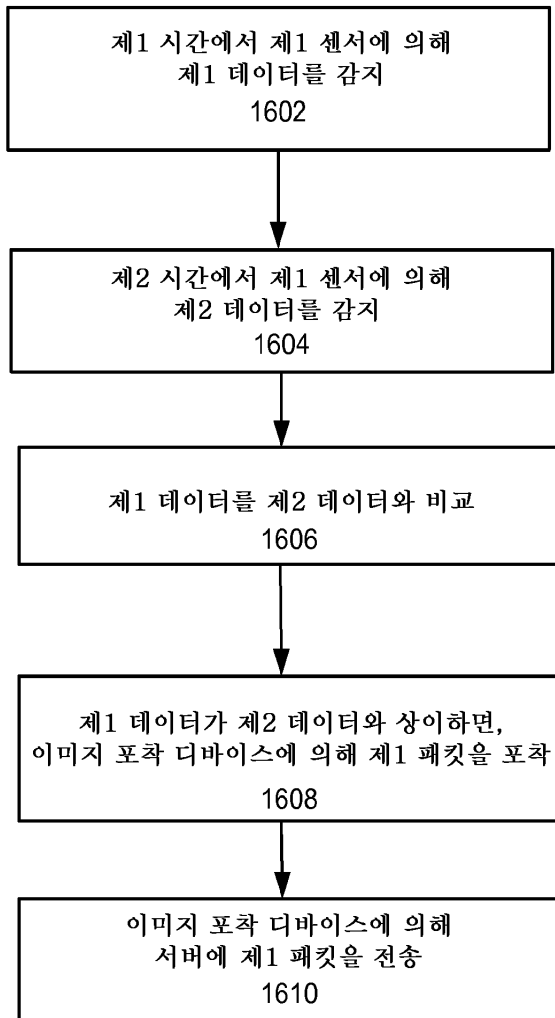 제1 시간에서 제1 센서에 의해
제1 데이터를 감지
1602
제2 시간에서 제1 센서에 의해
제2 데이터를 감지
1604
제1 데이터를 제2 데이터와 비교
1606
제1 데이터가 제2 데이터와 상이하면,
이미지 포착 디바이스에 의해 제1 패킷을 포착
1608
이미지 포착 디바이스에 의해
서버에 제1 패킷을 전송
1610